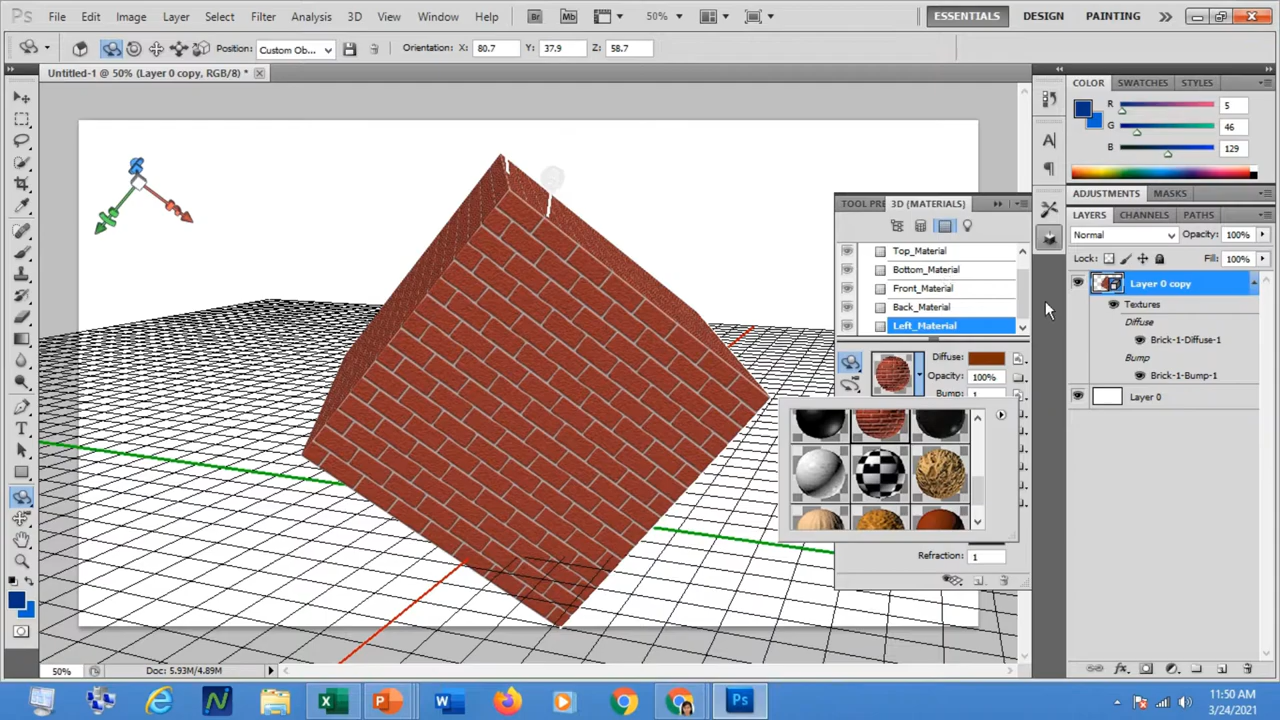 Ps File Edit Image Layer Select Filter Analysis 3D View Window Help Br Mb 50% ESSENTIALS DESIGN PAINTING
Position: Custom Ob... Orientation: X: 80.7 Y: 37.9 Z: 58.7
Untitled-1 @ 50% (Layer 0 copy, RGB/8) *
COLOR SWATCHES STYLES
R 5
G 46
B 129
ADJUSTMENTS MASKS
LAYERS CHANNELS PATHS
Normal Opacity: 100%
Lock: Fill: 100%
Layer 0 copy
Textures
Diffuse
Brick-1-Diffuse-1
Bump
Brick-1-Bump-1
Layer 0
TOOL PRE 3D (MATERIALS)
Top_Material
Bottom_Material
Front_Material
Back_Material
Left_Material
Diffuse:
Opacity: 100%
Bump: 1
Refraction: 1
50% Doc: 5.93M/4.89M
11:50 AM
3/24/2021